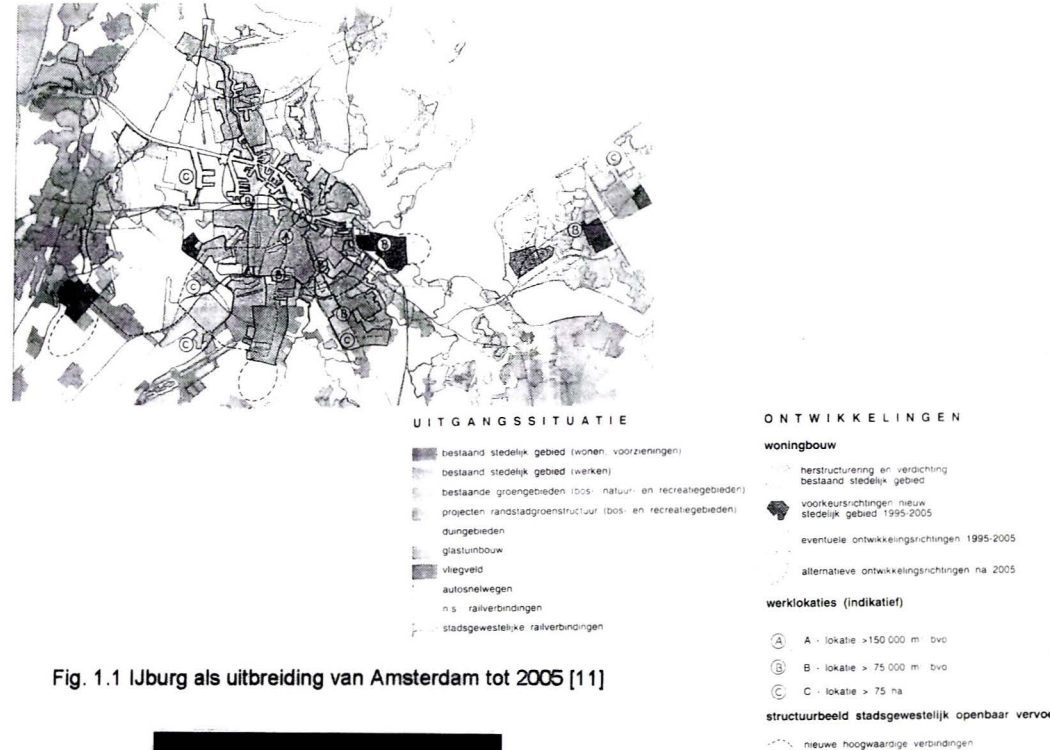 UITGANGSSITUATIE
bestaand stedelijk gebied (wonen, voorzieningen)
bestaand stedelijk gebied (werken)
bestaande groengebieden (bos- natuur- en recreatiegebieden)
projecten randstadgroenstructuur (bos- en recreatiegebieden)
duingebieden
glastuinbouw
vliegveld
autosnelwegen
n s railverbindingen
stadsgewestelijke railverbindingen
ONTWIKKELINGEN
woningbouw
herstructurering en verdichting
bestaand stedelijk gebied
voorkeursrichtingen nieuw
stedelijk gebied 1995-2005
eventuele ontwikkelingsrichtingen 1995-2005
alternatieve ontwikkelingsrichtingen na 2005
werklokaties (indikatief)
A A - lokatie >150 000 m² bvo
B B - lokatie > 75 000 m² bvo
C C - lokatie > 75 ha
structuurbeeld stadsgewestelijk openbaar vervoe
nieuwe hoogwaardige verbindingen
Fig. 1.1 IJburg als uitbreiding van Amsterdam tot 2005 [11]
C
C
B
A
B
B
B
C
B
B
C
C